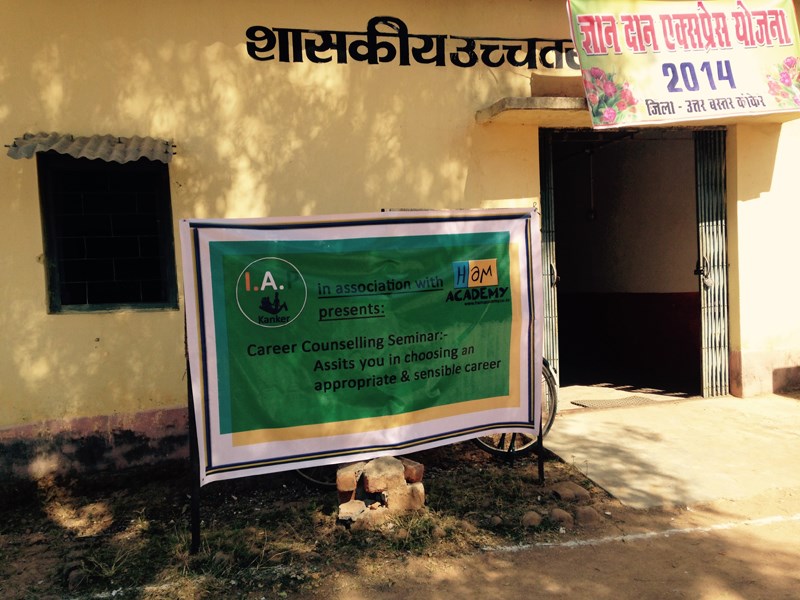 शासकीय उच्चत
ज्ञान दान एक्सप्रेस योजना
2014
जिला - उत्तर बस्तर कांकेर
I.A.P
Kanker
in association with
presents:
HaM
ACADEMY
Career Counselling Seminar:-
Assits you in choosing an
appropriate & sensible career